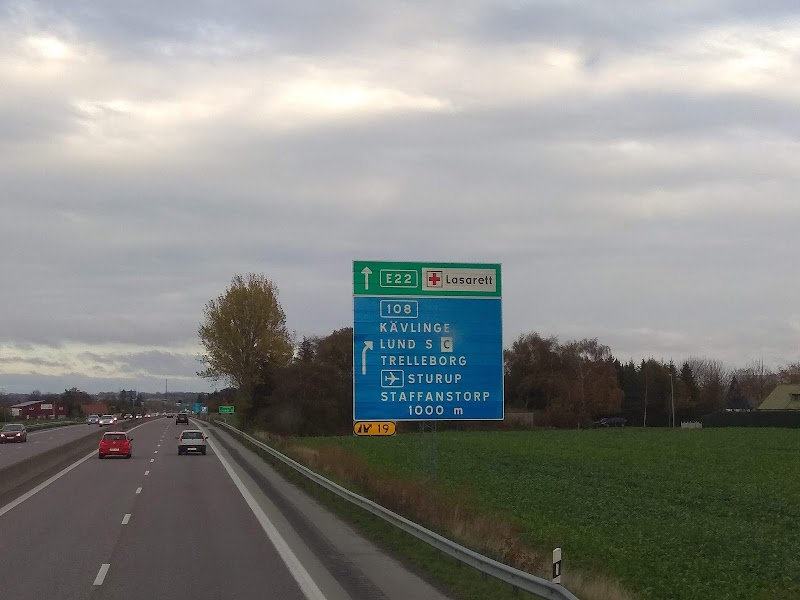 E22 Lasarett
108
KÄVLINGE
LUND S C
TRELLEBORG
STURUP
STAFFANSTORP
1000 m
19